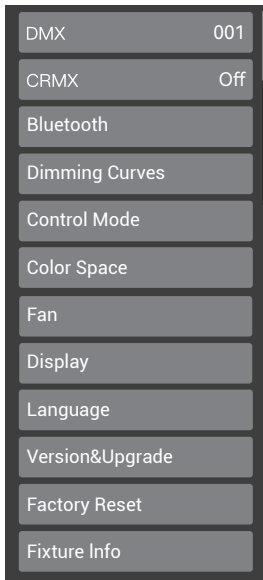 DMX 001
CRMX Off
Bluetooth
Dimming Curves
Control Mode
Color Space
Fan
Display
Language
Version&Upgrade
Factory Reset
Fixture Info